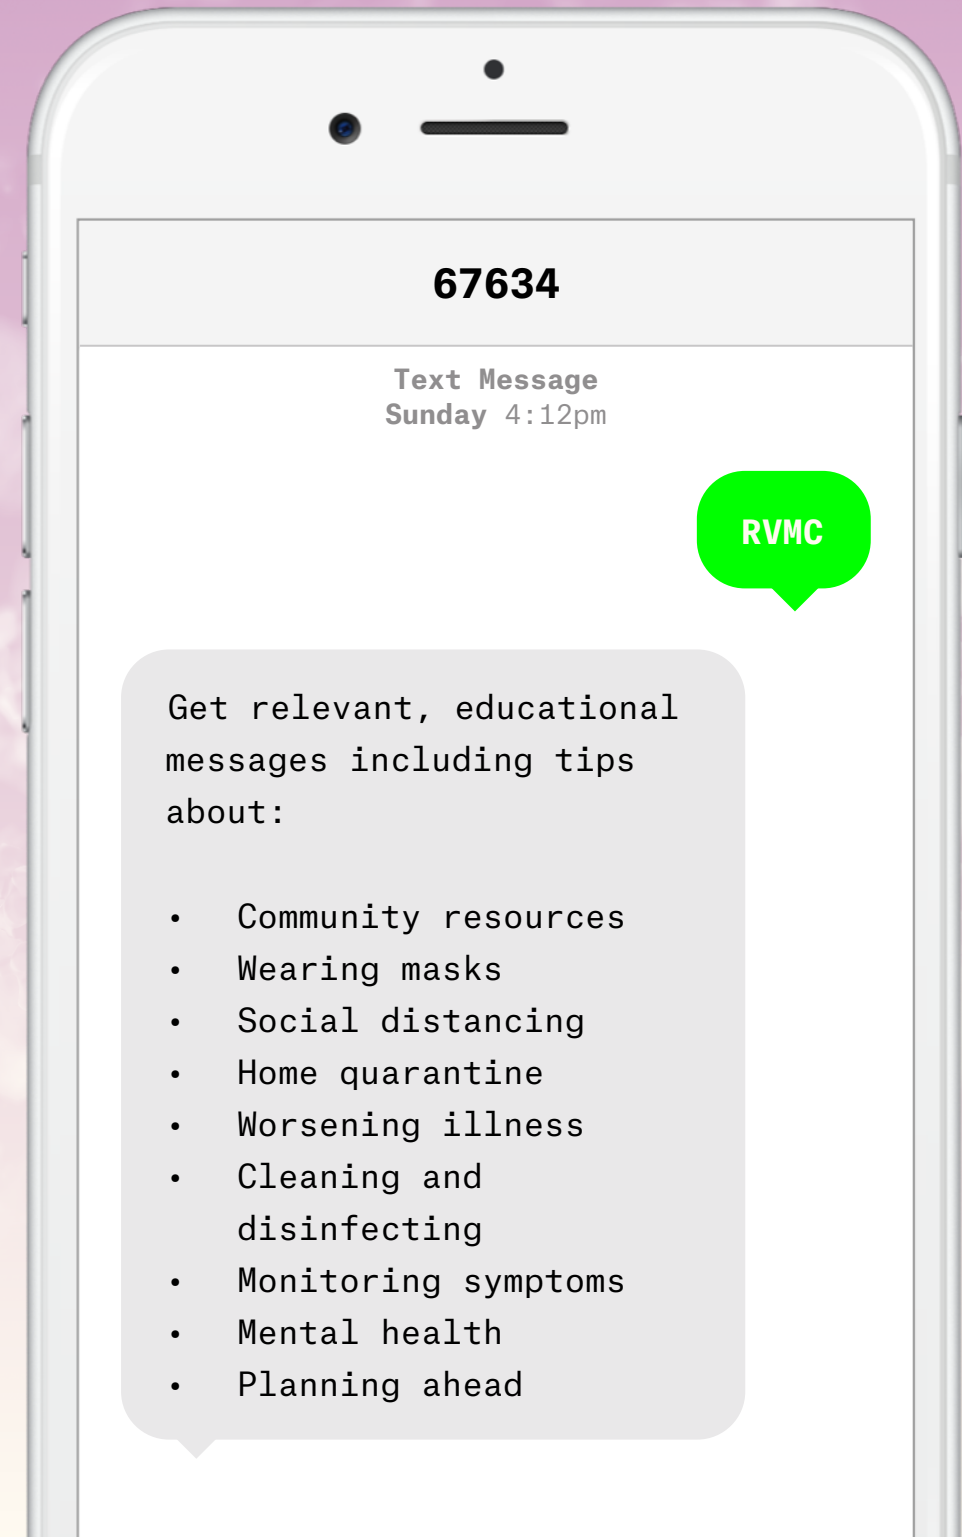 67634
Text Message
Sunday 4:12pm
RVMC
Get relevant, educational
messages including tips
about:
• Community resources
• Wearing masks
• Social distancing
• Home quarantine
• Worsening illness
• Cleaning and
disinfecting
• Monitoring symptoms
• Mental health
• Planning ahead